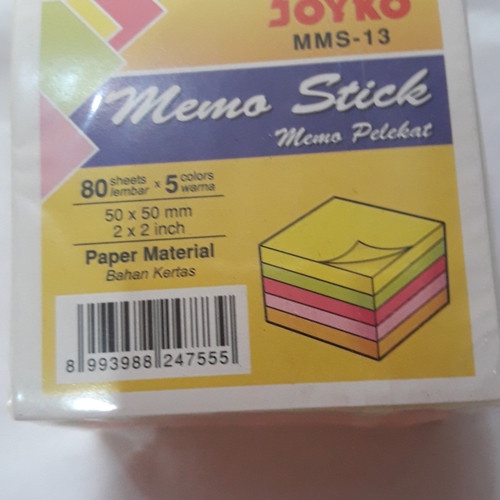 JOYKO
MMS-13
Memo Stick
Memo Pelekat
80 sheets lembar x 5 colors warna
50 x 50 mm
2 x 2 inch
Paper Material
Bahan Kertas
8 993988 247555